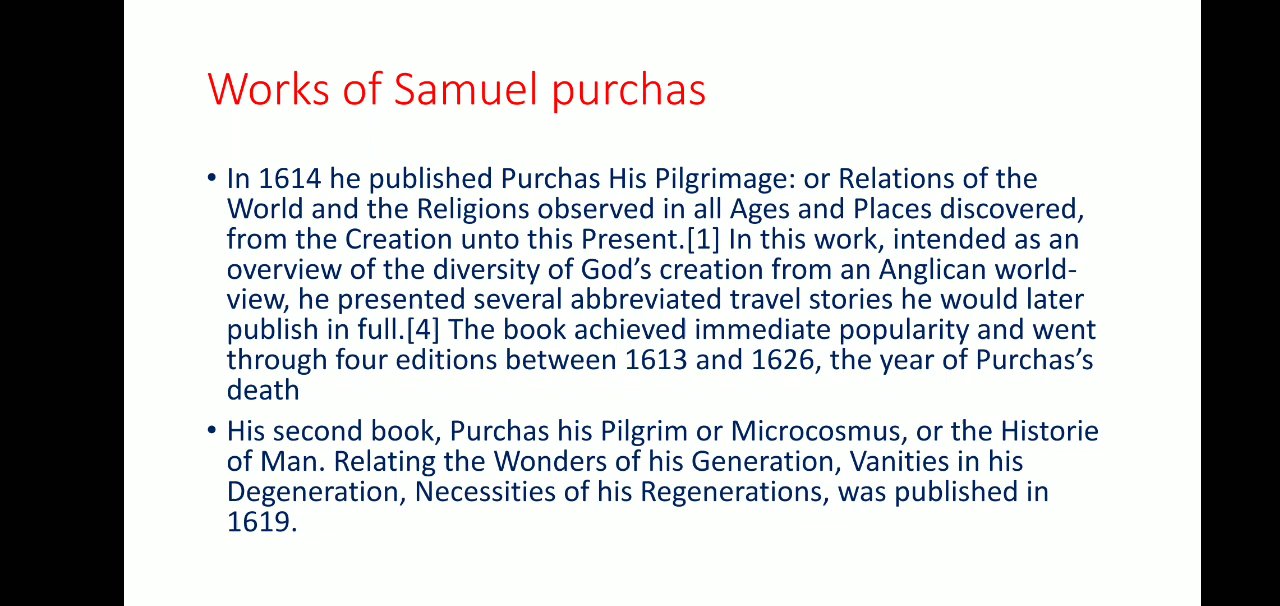 Works of Samuel purchas
• In 1614 he published Purchas His Pilgrimage: or Relations of the
World and the Religions observed in all Ages and Places discovered,
from the Creation unto this Present.[1] In this work, intended as an
overview of the diversity of God’s creation from an Anglican world-
view, he presented several abbreviated travel stories he would later
publish in full.[4] The book achieved immediate popularity and went
through four editions between 1613 and 1626, the year of Purchas’s
death
• His second book, Purchas his Pilgrim or Microcosmus, or the Historie
of Man. Relating the Wonders of his Generation, Vanities in his
Degeneration, Necessities of his Regenerations, was published in
1619.